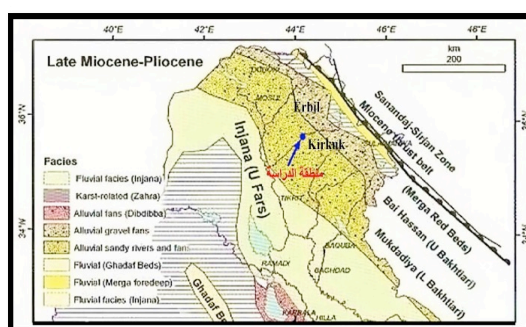 40°E
42°E
44°E
46°E
48°E
Late Miocene-Pliocene
km
200
36°N
34°N
Erbil
Kirkuk
منطقة الدراسة
MOSUL
TIKRIT
BAQUBA
RAMADI
BAGHDAD
KARBALA
HILLA
Injana (U Fars)
Sanandaj-Sirjan Zone
(Merga Red Beds)
Bai Hassan (U Bakhtiari)
Mukdadiya (L Bakhtiari)
Facies
Fluvial facies (Injana)
Karst-related (Zahra)
Alluvial fans (Dibdibba)
Alluvial gravel fans
Alluvial sandy rivers and fans
Fluvial (Ghadaf Beds)
Fluvial (Merga foredeep)
Fluvial facies (Injana)